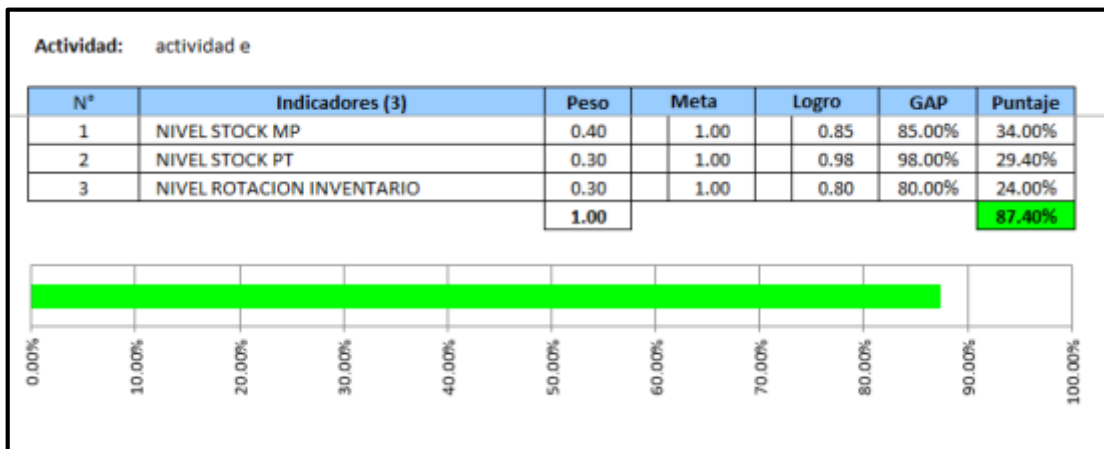 Actividad: actividad e
N° Indicadores (3) Peso Meta Logro GAP Puntaje
1 NIVEL STOCK MP 0.40 1.00 0.85 85.00% 34.00%
2 NIVEL STOCK PT 0.30 1.00 0.98 98.00% 29.40%
3 NIVEL ROTACION INVENTARIO 0.30 1.00 0.80 80.00% 24.00%
1.00 87.40%
0.00% 10.00% 20.00% 30.00% 40.00% 50.00% 60.00% 70.00% 80.00% 90.00% 100.00%